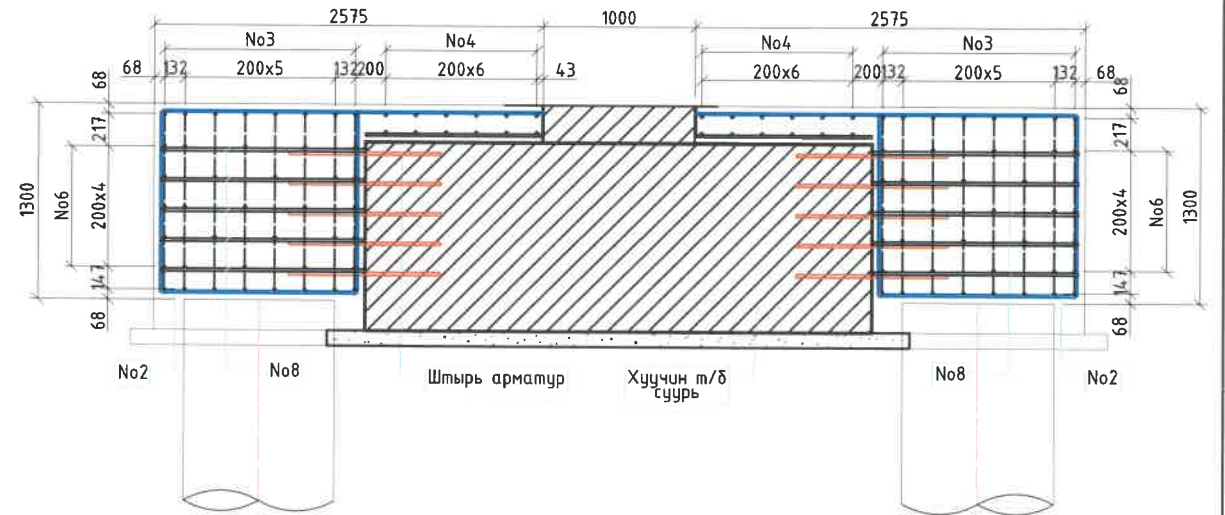 2575 1000 2575
No3 No4 No4 No3
68 132 200x5 132 200 200x6 43 200x6 200 132 200x5 132 68
68 68
217 217
1300 No6 200x4 200x4 No6 1300
147 147
68 68
No2 No8 Штырь арматур Хуучин т/б No8 No2
суурь